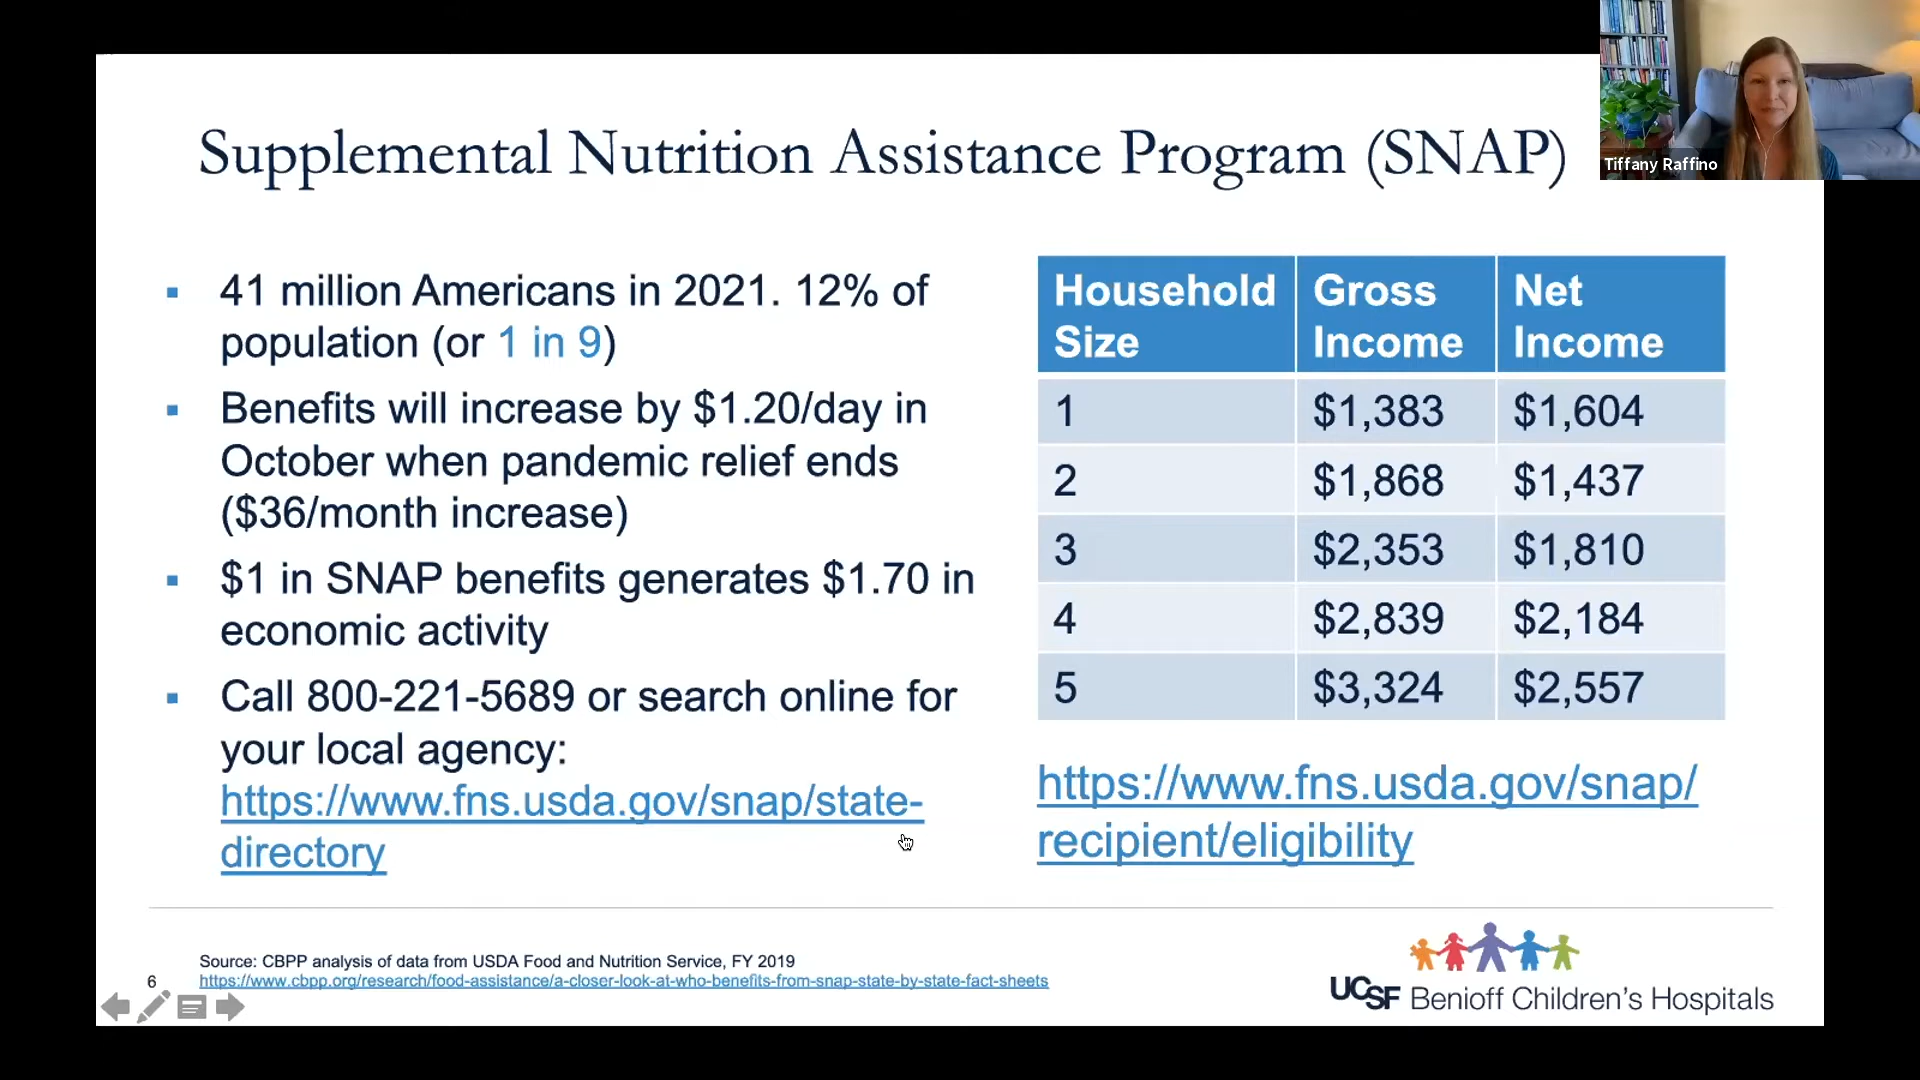 Supplemental Nutrition Assistance Program (SNAP)
Tiffany Raffino
41 million Americans in 2021. 12% of
population (or 1 in 9)
Benefits will increase by $1.20/day in
October when pandemic relief ends
($36/month increase)
$1 in SNAP benefits generates $1.70 in
economic activity
Call 800-221-5689 or search online for
your local agency:
https://www.fns.usda.gov/snap/state-
directory
Household Size Gross Income Net Income
1 $1,383 $1,604
2 $1,868 $1,437
3 $2,353 $1,810
4 $2,839 $2,184
5 $3,324 $2,557
https://www.fns.usda.gov/snap/
recipient/eligibility
Source: CBPP analysis of data from USDA Food and Nutrition Service, FY 2019
https://www.cbpp.org/research/food-assistance/a-closer-look-at-who-benefits-from-snap-state-by-state-fact-sheets
6
UCSF Benioff Children's Hospitals